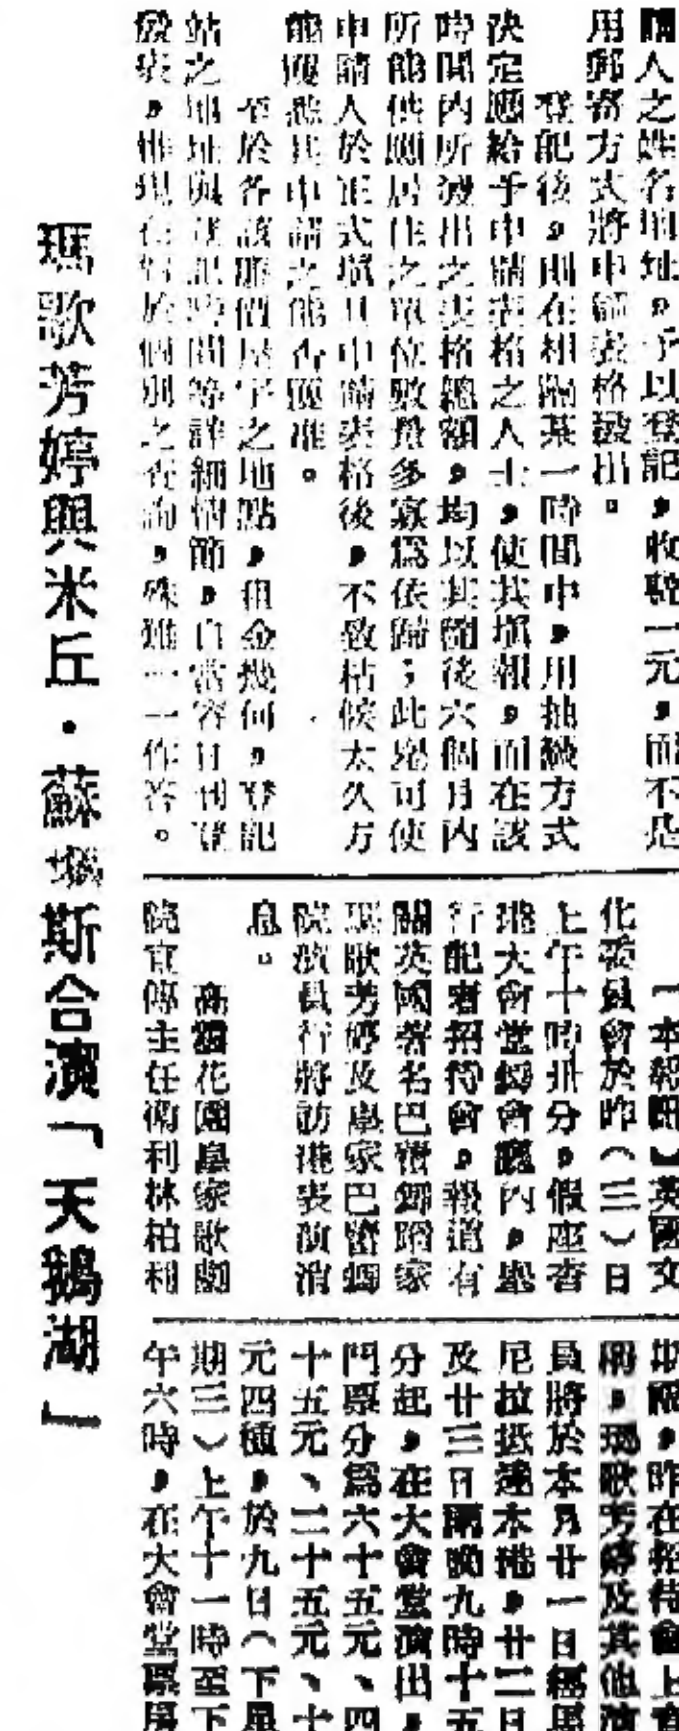 瑪歌芳婷與米丘・蘇斯合演「天鵝湖」
請人之姓名地址,予以登記,收費一元,而不是
用郵寄方式將申請表格發出。
登記後,則在相隔某一時間中,用抽籤方式
決定應給予申請表格之人士,使其填報,而在該
時間內所發出之表格總額,均以其隨後六個月內
所能供應居住之單位數量多寡為依歸;此舉可使
申請人於正式填具申請表格後,不致枯候太久方
能獲悉其申請之能否獲准。
至於各該廉價屋宇之地點,租金幾何,登記
站之地址與登記時間等詳細情節,自當容日刊登
發表,惟現在對於個別之查詢,殊難一一作答。
【本報訊】英國文
化委員會於昨(三)日
上午十時卅分,假座香
港大會堂內,舉
行記者招待會,報道有
關英國著名巴蕾舞蹈家
瑪歌芳婷及皇家巴蕾舞
院演員行將訪港表演消
息。
高花園皇家歌劇
院宣傳主任衛利林柏利
,昨在招待會上宣
,瑪歌芳婷及其他演
員將於本月廿一日經馬
尼拉抵達本港,廿二日
及廿三日兩晚九時十五
分起,在大會堂演出,
門票分為六十五元、四
十五元、二十五元、十
元四種,於九日(下星
期三)上午十一時至下
午六時,在大會堂票房